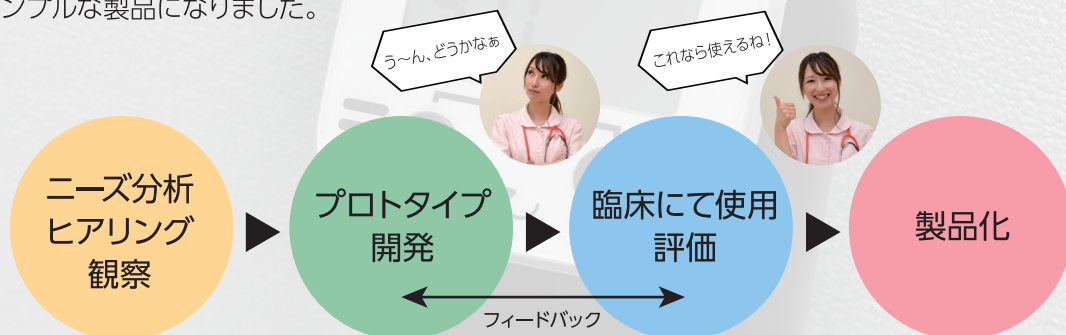 ンプルな製品になりました。
う〜ん、どうかなぁ
これなら使えるね!
ニーズ分析
ヒアリング
観察
プロトタイプ
開発
臨床にて使用
評価
製品化
フィードバック